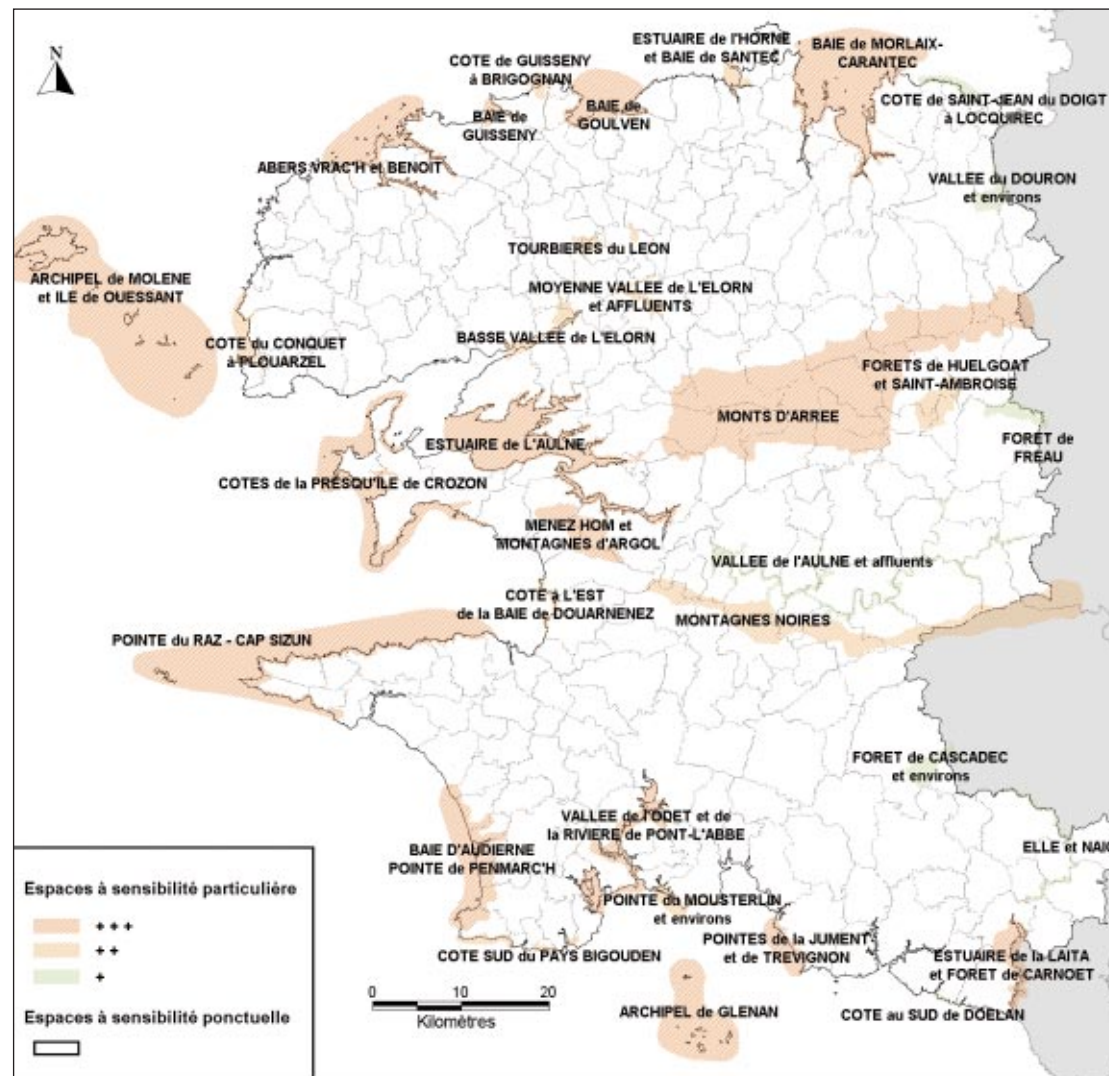 N
ESTUAIRE de l'HORNE
et BAIE de SANTEC
BAIE de MORLAIX-
CARANTEC
COTE de GUISSENY
à BRIGOGNAN
BAIE de
GOULVEN
BAIE de
GUISSENY
COTE de SAINT-JEAN du DOIGT
à LOCQUIREC
ABERS VRAC'H et BENOIT
VALLEE du DOURON
et environs
TOURBIERES du LEON
ARCHIPEL de MOLENE
et ILE de OUESSANT
MOYENNE VALLEE de L'ELORN
et AFFLUENTS
BASSE VALLEE de L'ELORN
COTE du CONQUET
à PLOUARZEL
FORETS de HUELGOAT
et SAINT-AMBROISE
MONTS D'ARREE
ESTUAIRE de L'AULNE
FORET de
FREAU
COTES de la PRESQU'ILE de CROZON
MENEZ HOM et
MONTAGNES d'ARGOL
VALLEE de l'AULNE et affluents
COTE à L'EST
de la BAIE de DOUARNENEZ
MONTAGNES NOIRES
POINTE du RAZ - CAP SIZUN
FORET de CASCADEC
et environs
VALLEE de l'ODET et de
la RIVIERE de PONT-L'ABBE
BAIE D'AUDIERNE
POINTE de PENMARC'H
ELLE et NAIC
POINTE du MOUSTERLIN
et environs
POINTES de la JUMENT
et de TREVIGNON
COTE SUD du PAYS BIGOUDEN
ESTUAIRE de la LAITA
et FORET de CARNOET
ARCHIPEL de GLENAN
COTE au SUD de DOELAN
0 10 20
Kilomètres
Espaces à sensibilité particulière
+ + +
+ +
+
Espaces à sensibilité ponctuelle